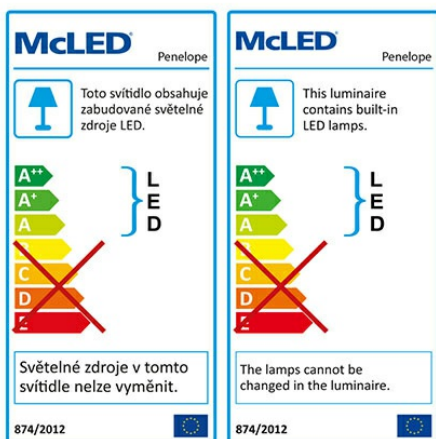 McLED
Penelope
Toto svítidlo obsahuje
zabudované světelné
zdroje LED.
A++
A+
A
B
C
D
E
L
E
D
Světelné zdroje v tomto
svítidle nelze vyměnit.
874/2012
McLED
Penelope
This luminaire
contains built-in
LED lamps.
A++
A+
A
B
C
D
E
L
E
D
The lamps cannot be
changed in the luminaire.
874/2012